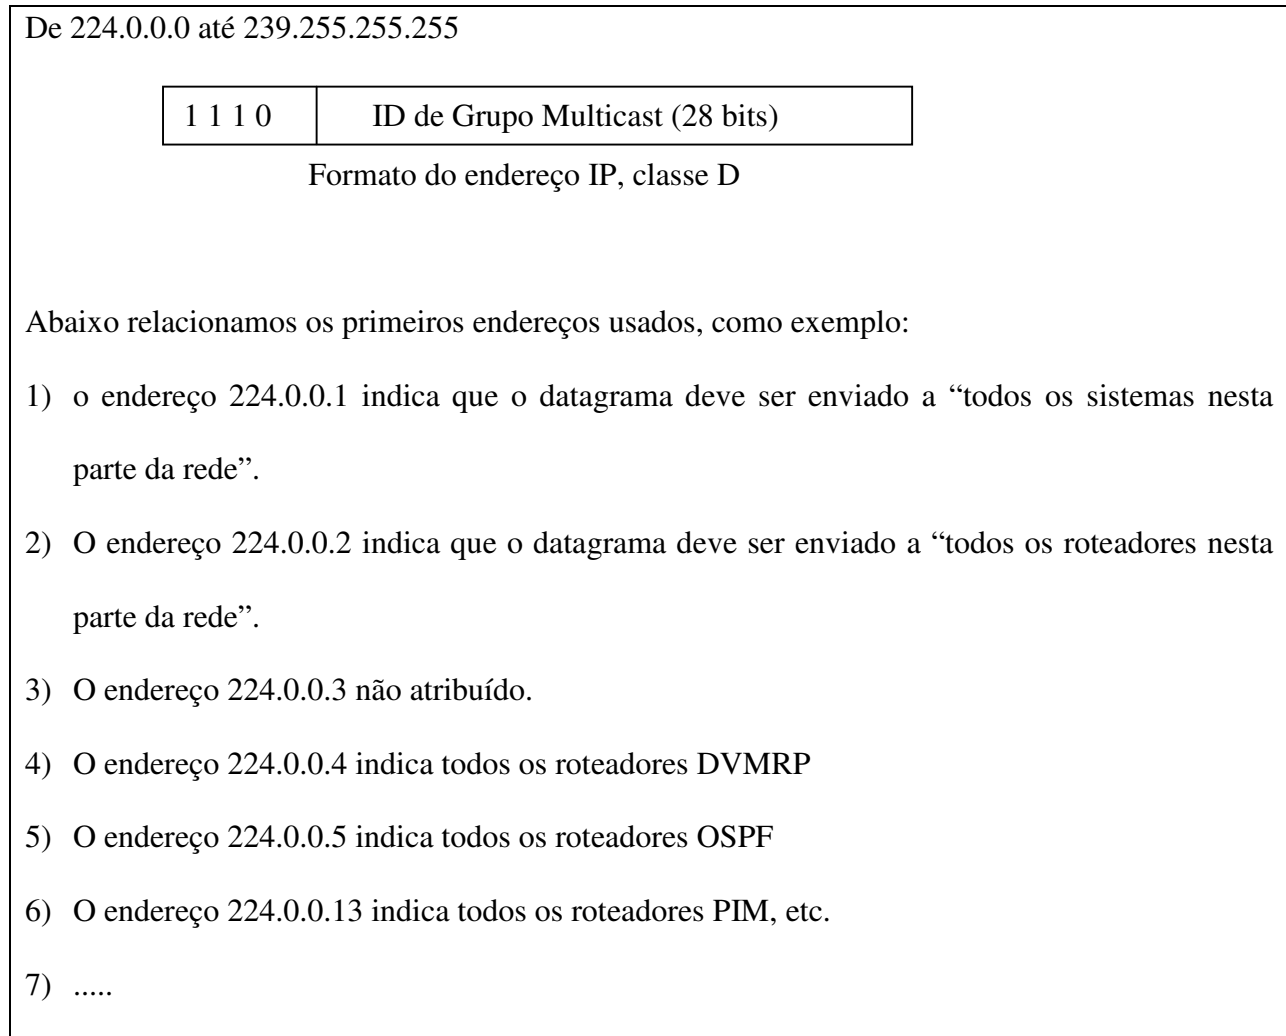 De 224.0.0.0 até 239.255.255.255
1 1 1 0 ID de Grupo Multicast (28 bits)
Formato do endereço IP, classe D
Abaixo relacionamos os primeiros endereços usados, como exemplo:
1) o endereço 224.0.0.1 indica que o datagrama deve ser enviado a “todos os sistemas nesta
parte da rede”.
2) O endereço 224.0.0.2 indica que o datagrama deve ser enviado a “todos os roteadores nesta
parte da rede”.
3) O endereço 224.0.0.3 não atribuído.
4) O endereço 224.0.0.4 indica todos os roteadores DVMRP
5) O endereço 224.0.0.5 indica todos os roteadores OSPF
6) O endereço 224.0.0.13 indica todos os roteadores PIM, etc.
7) .....